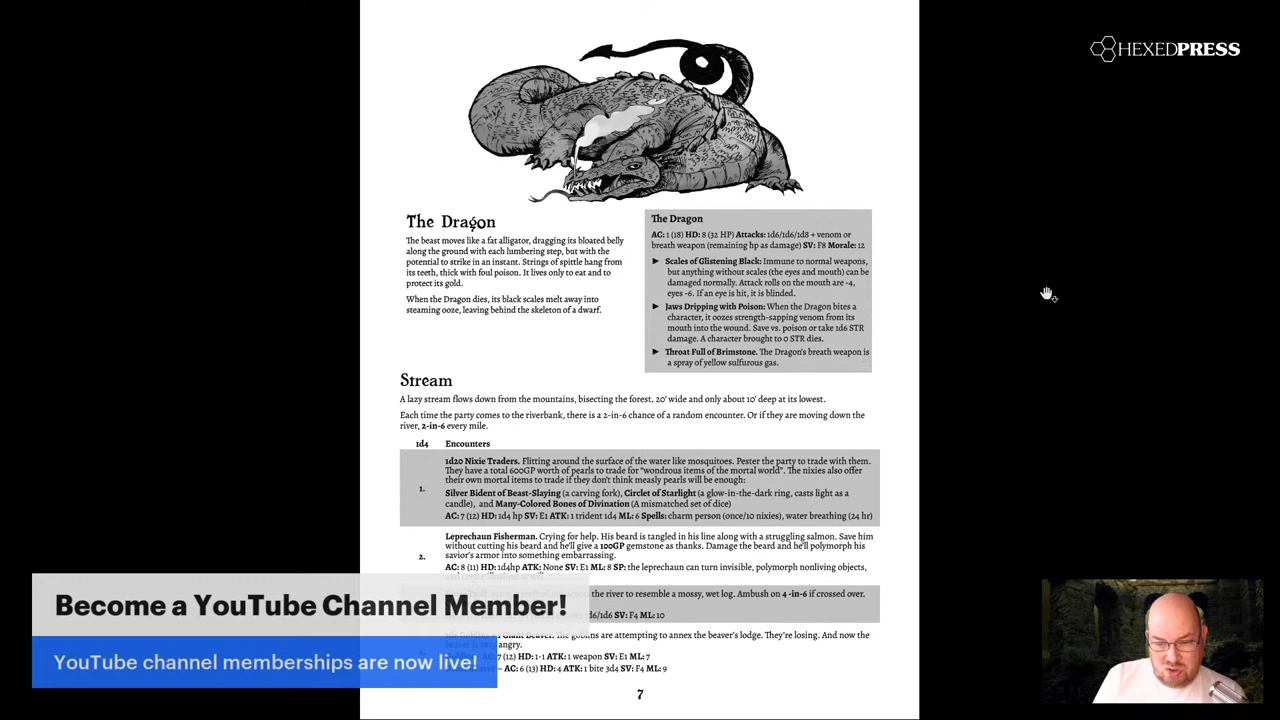 HEXEDPRESS
The Dragon
The beast moves like a fat alligator, dragging its bloated belly
along the ground with each lumbering step, but with the
potential to strike in an instant. Strings of spittle hang from
its teeth, thick with foul poison. It lives only to eat and to
protect its gold.
When the Dragon dies, its black scales melt away into
steaming ooze, leaving behind the skeleton of a dwarf.
The Dragon
AC: 1 (18) HD: 8 (32 HP) Attacks: 1d6/1d6/1d8 + venom or
breath weapon (remaining hp as damage) SV: F8 Morale: 12
► Scales of Glistening Black: Immune to normal weapons,
but anything without scales (the eyes and mouth) can be
damaged normally. Attack rolls on the mouth are -4,
eyes -6. If an eye is hit, it is blinded.
► Jaws Dripping with Poison: When the Dragon bites a
character, it oozes strength-sapping venom from its
mouth into the wound. Save vs. poison or take 1d6 STR
damage. A character brought to 0 STR dies.
► Throat Full of Brimstone. The Dragon's breath weapon is
a spray of yellow sulfurous gas.
Stream
A lazy stream flows down from the mountains, bisecting the forest. 20' wide and only about 10' deep at its lowest.
Each time the party comes to the riverbank, there is a 2-in-6 chance of a random encounter. Or if they are moving down the
river, 2-in-6 every mile.
1d4 Encounters
1d20 Nixie Traders. Flitting around the surface of the water like mosquitoes. Pester the party to trade with them.
They have a total 600GP worth of pearls to trade for "wondrous items of the mortal world". The nixies also offer
their own mortal items to trade if they don't think measly pearls will be enough:
1.
Silver Bident of Beast-Slaying (a carving fork), Circlet of Starlight (a glow-in-the-dark ring, casts light as a
candle), and Many-Colored Bones of Divination (A mismatched set of dice)
AC: 7 (12) HD: 1d4 hp SV: E1 ATK: 1 trident 1d4 ML: 6 Spells: charm person (once/10 nixies), water breathing (24 hr)
Leprechaun Fisherman. Crying for help. His beard is tangled in his line along with a struggling salmon. Save him
without cutting his beard and he'll give a 100GP gemstone as thanks. Damage the beard and he'll polymorph his
savior's armor into something embarrassing.
2.
AC: 8 (11) HD: 1d4hp ATK: None SV: E1 ML: 8 SP: the leprechaun can turn invisible, polymorph nonliving objects,
the river to resemble a mossy, wet log. Ambush on 4 -in-6 if crossed over.
d6/1d6 SV: F4 ML: 10
Giant Beaver. The goblins are attempting to annex the beaver's lodge. They're losing. And now the
beaver is very angry.
AC: 7 (12) HD: 1-1 ATK: 1 weapon SV: E1 ML: 7
– AC: 6 (13) HD: 4 ATK: 1 bite 3d4 SV: F4 ML: 9
7
Become a YouTube Channel Member!
YouTube channel memberships are now live!